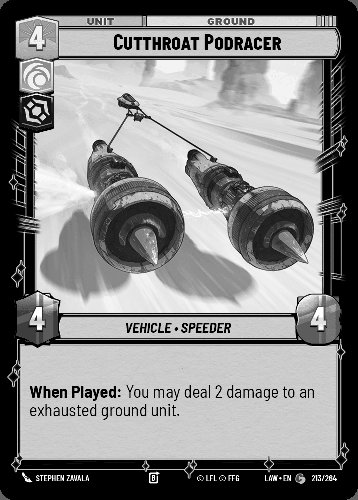 UNIT
GROUND
4
CUTTHROAT PODRACER
4
4
VEHICLE • SPEEDER
When Played: You may deal 2 damage to an
exhausted ground unit.
STEPHEN ZAVALA
© LFL © FFG
LAW • EN
C
213/264